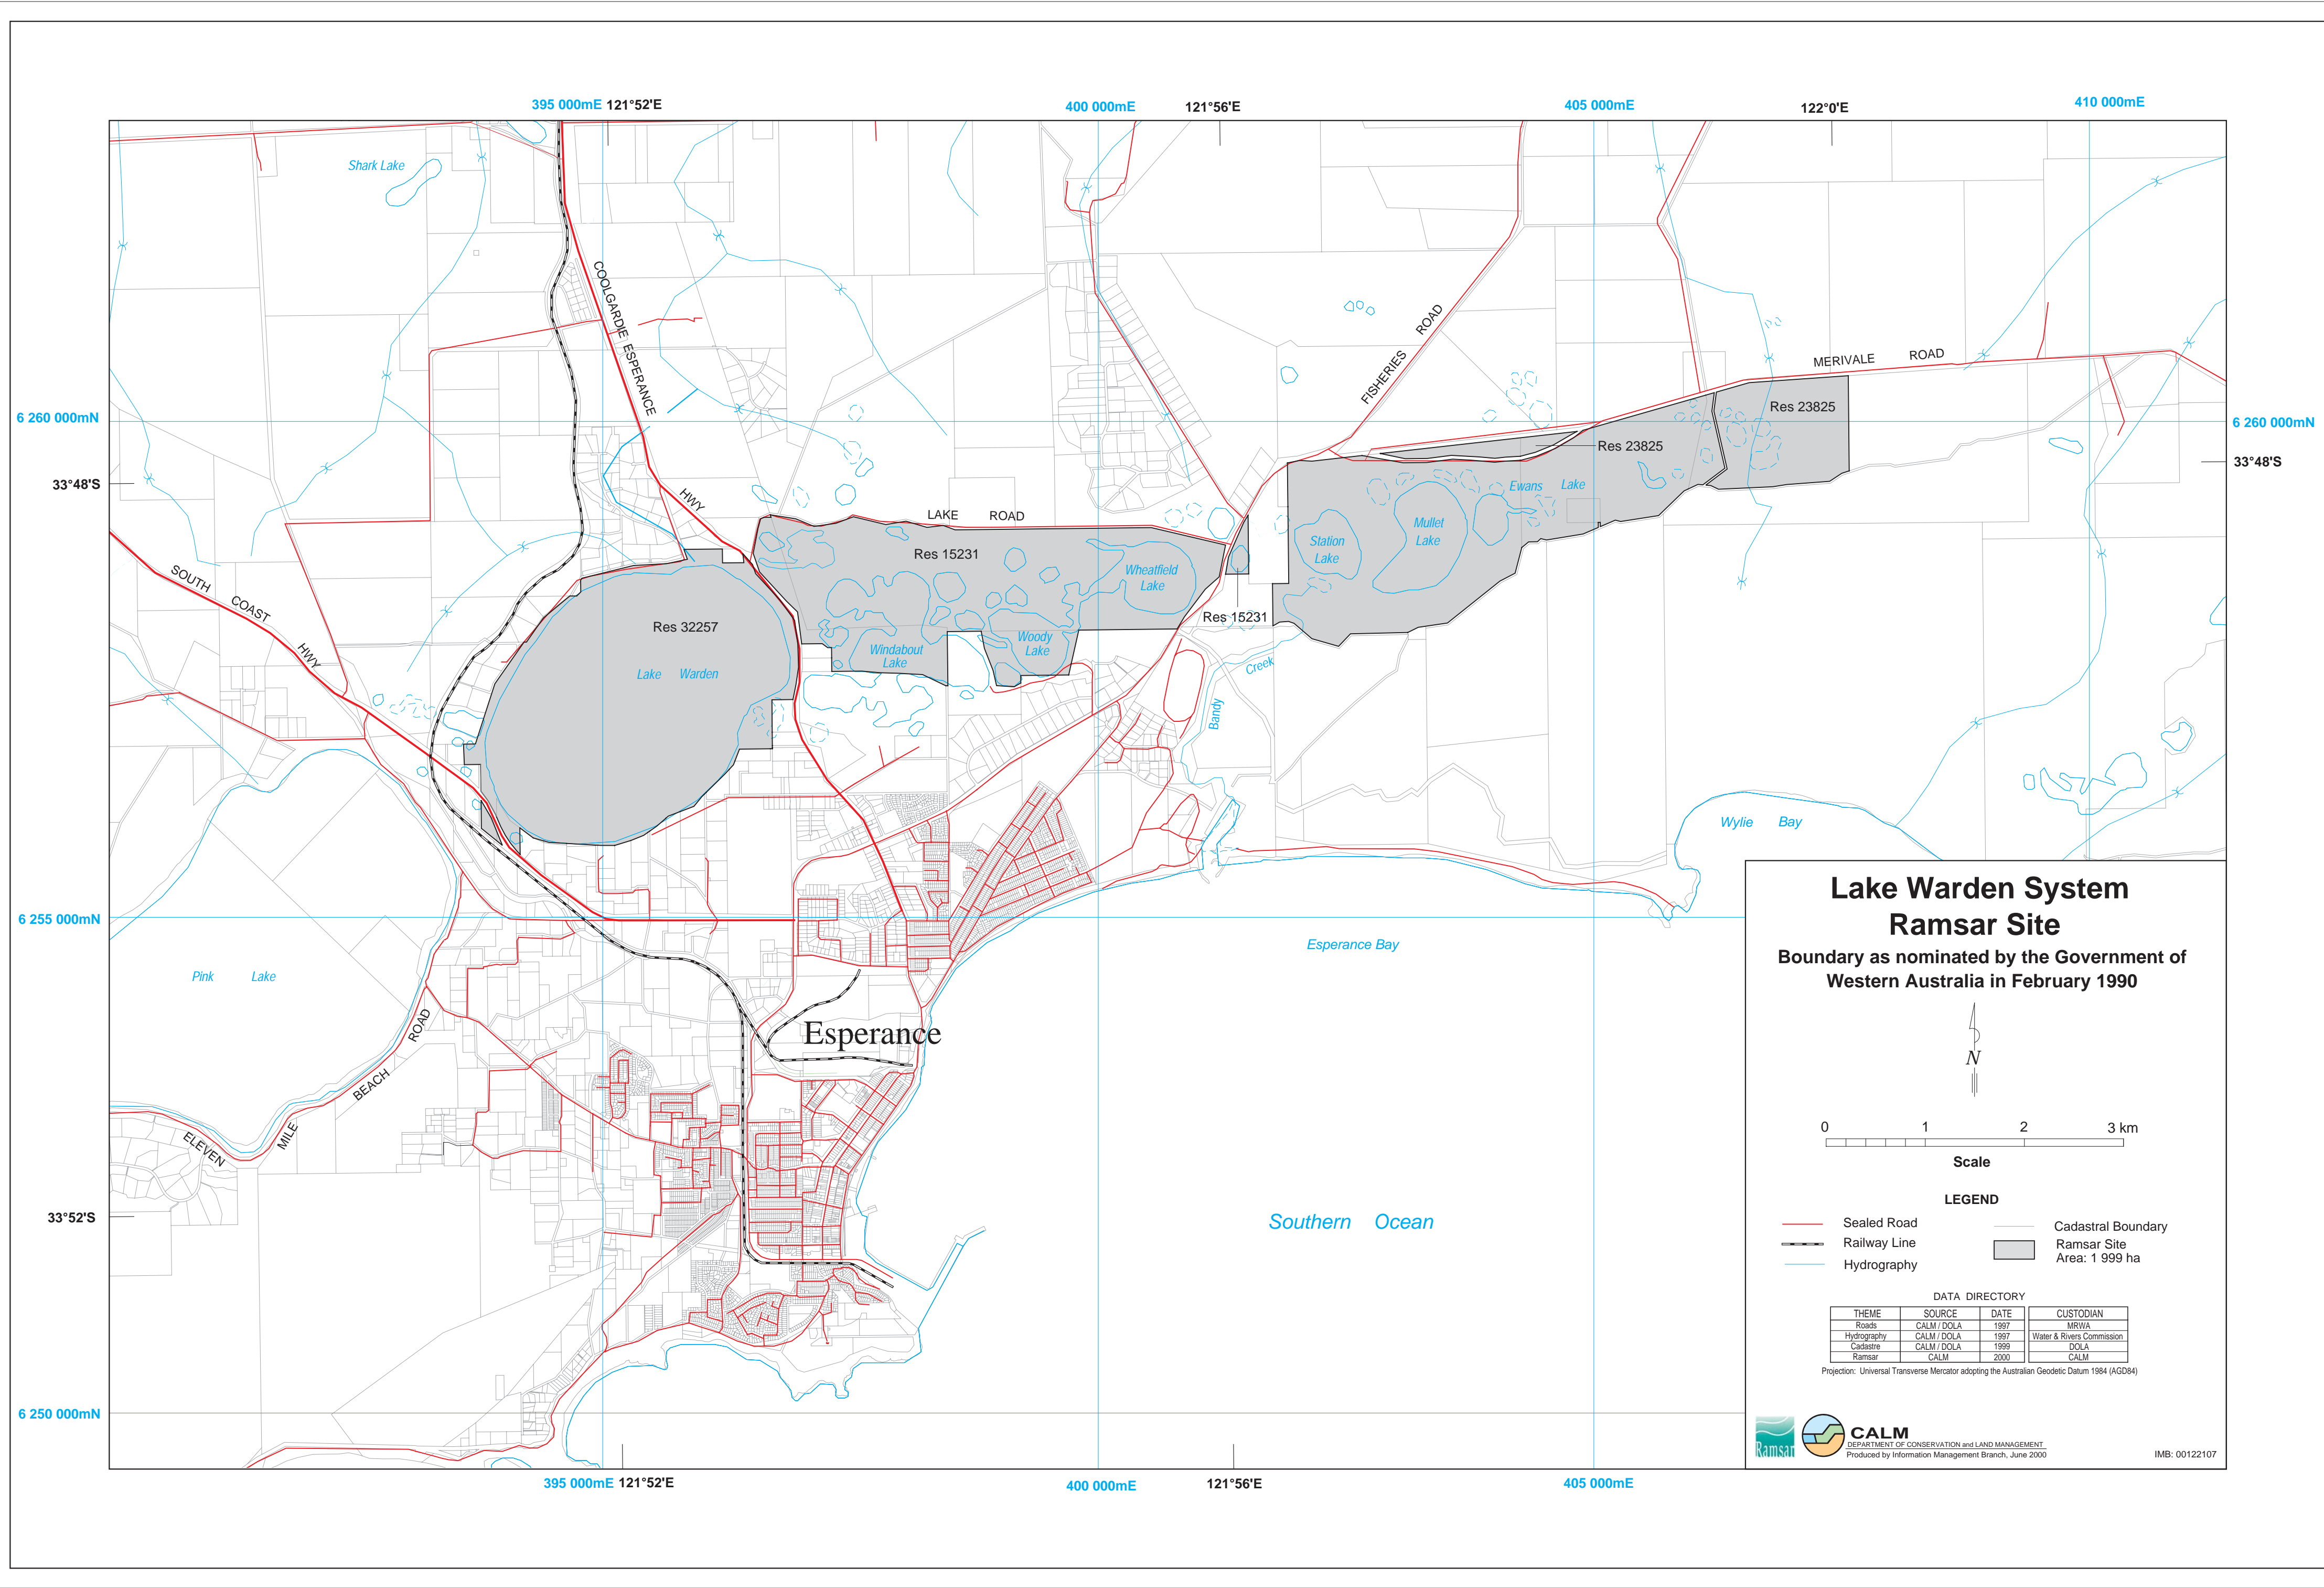 395 000mE 121°52'E 400 000mE 121°56'E 405 000mE 122°0'E 410 000mE
Shark Lake
COOLGARDIE ESPERANCE
HWY
FISHERIES ROAD
MERIVALE ROAD
6 260 000mN
6 260 000mN
33°48'S
33°48'S
Res 23825
Res 23825
Ewans Lake
LAKE ROAD
Mullet
Lake
Station
Lake
Res 15231
Wheatfield
Lake
SOUTH COAST HWY
Res 15231
Res 32257
Woody
Lake
Windabout
Lake
Lake Warden
Bandy Creek
Wylie Bay
6 255 000mN
Esperance Bay
Pink Lake
Esperance
ELEVEN MILE BEACH ROAD
Southern Ocean
33°52'S
6 250 000mN
395 000mE 121°52'E 400 000mE 121°56'E 405 000mE
Lake Warden System
Ramsar Site
Boundary as nominated by the Government of
Western Australia in February 1990
N
0 1 2 3 km
Scale
LEGEND
Sealed Road
Railway Line
Hydrography
Cadastral Boundary
Ramsar Site
Area: 1 999 ha
DATA DIRECTORY
THEME SOURCE DATE CUSTODIAN
Roads CALM / DOLA 1997 MRWA
Hydrography CALM / DOLA 1997 Water & Rivers Commission
Cadastre CALM / DOLA 1999 DOLA
Ramsar CALM 2000 CALM
Projection: Universal Transverse Mercator adopting the Australian Geodetic Datum 1984 (AGD84)
Ramsar
CALM
DEPARTMENT OF CONSERVATION and LAND MANAGEMENT
Produced by Information Management Branch, June 2000
IMB: 00122107